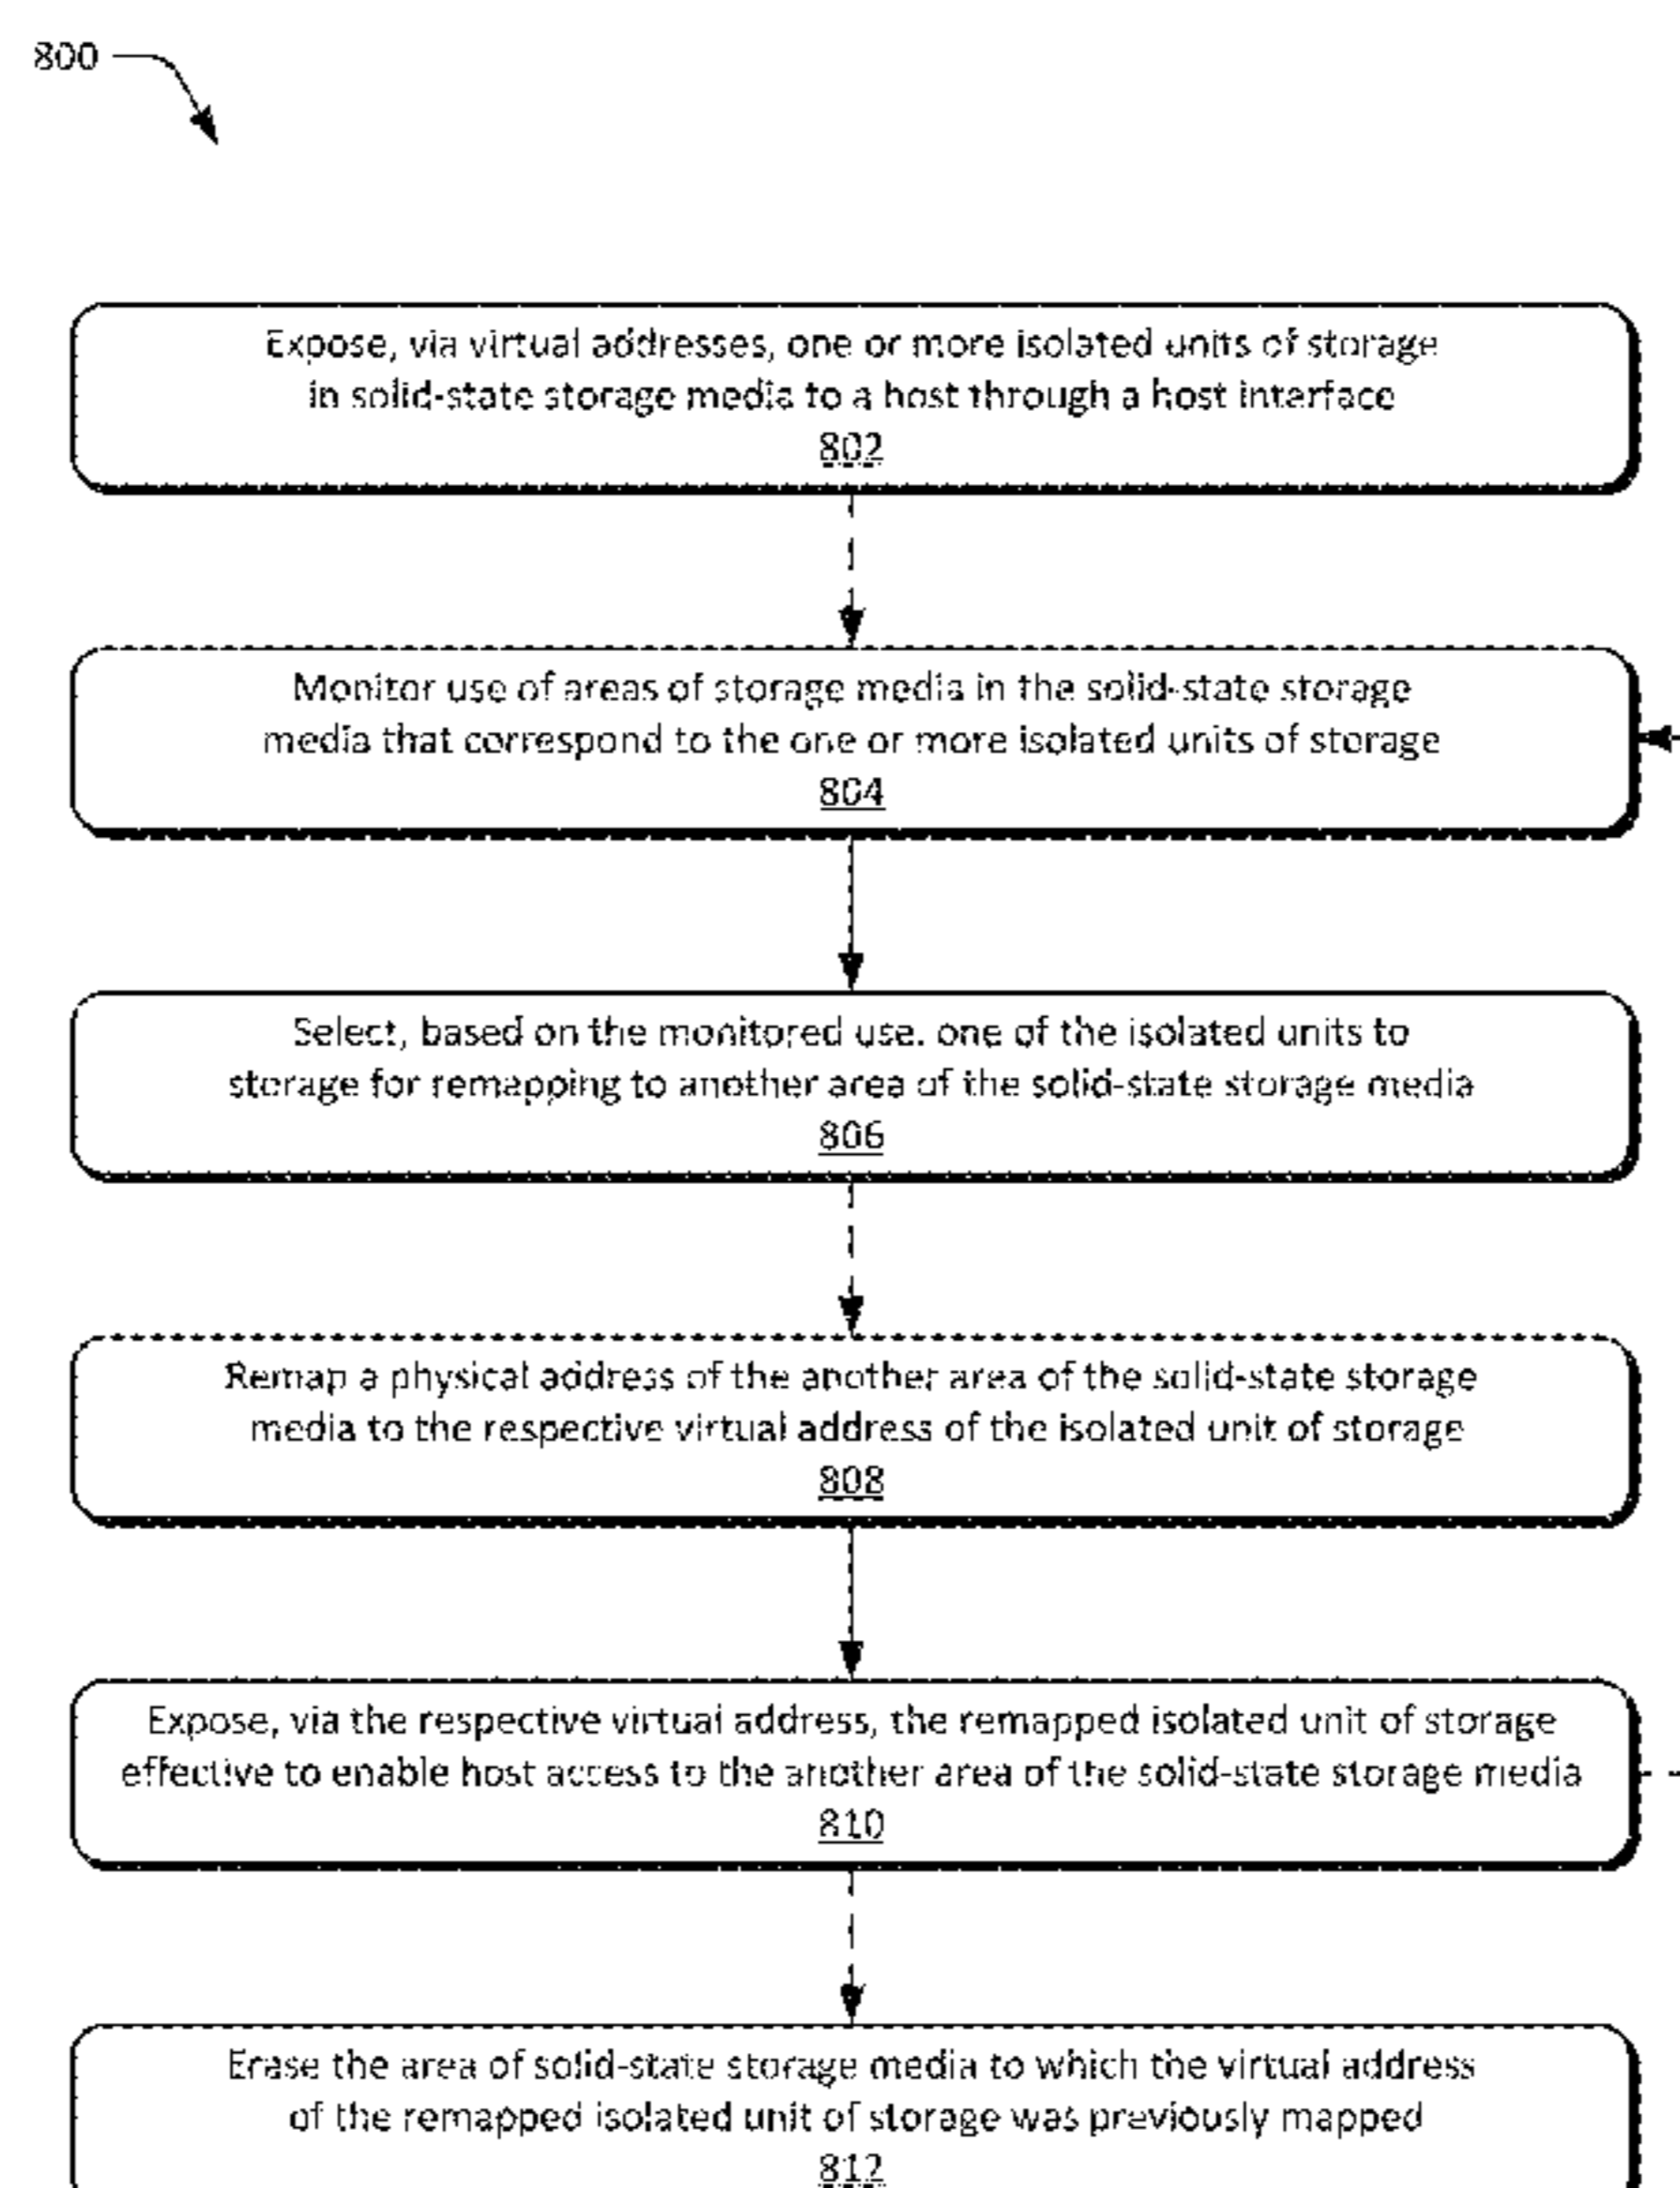 800
Expose, via virtual addresses, one or more isolated units of storage
in solid-state storage media to a host through a host interface
802
Monitor use of areas of storage media in the solid-state storage
media that correspond to the one or more isolated units of storage
804
Select, based on the monitored use, one of the isolated units to
storage for remapping to another area of the solid-state storage media
806
Remap a physical address of the another area of the solid-state storage
media to the respective virtual address of the isolated unit of storage
808
Expose, via the respective virtual address, the remapped isolated unit of storage
effective to enable host access to the another area of the solid-state storage media
810
Erase the area of solid-state storage media to which the virtual address
of the remapped isolated unit of storage was previously mapped
812